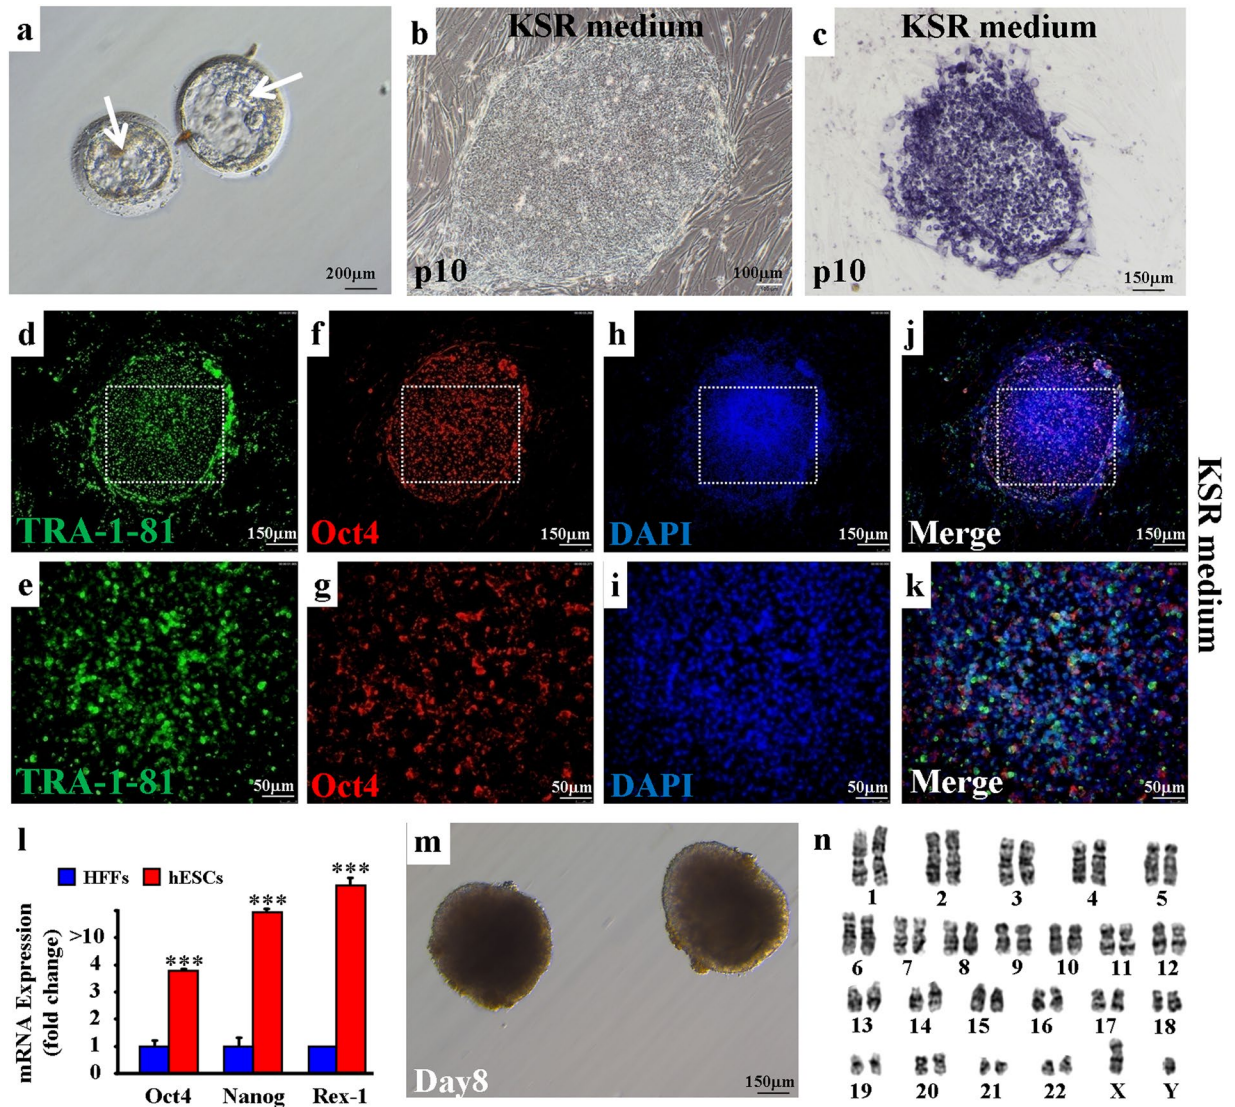 a
200μm
b
KSR medium
p10
100μm
c
KSR medium
p10
150μm
d
TRA-1-81
150μm
f
Oct4
150μm
h
DAPI
150μm
j
Merge
150μm
KSR medium
e
TRA-1-81
50μm
g
Oct4
50μm
i
DAPI
50μm
k
Merge
50μm
l
HFFs
hESCs
mRNA Expression
(fold change)
>10
4
3
2
1
0
***
***
***
Oct4
Nanog
Rex-1
m
Day8
150μm
n
1 2 3 4 5
6 7 8 9 10 11 12
13 14 15 16 17 18
19 20 21 22 X Y